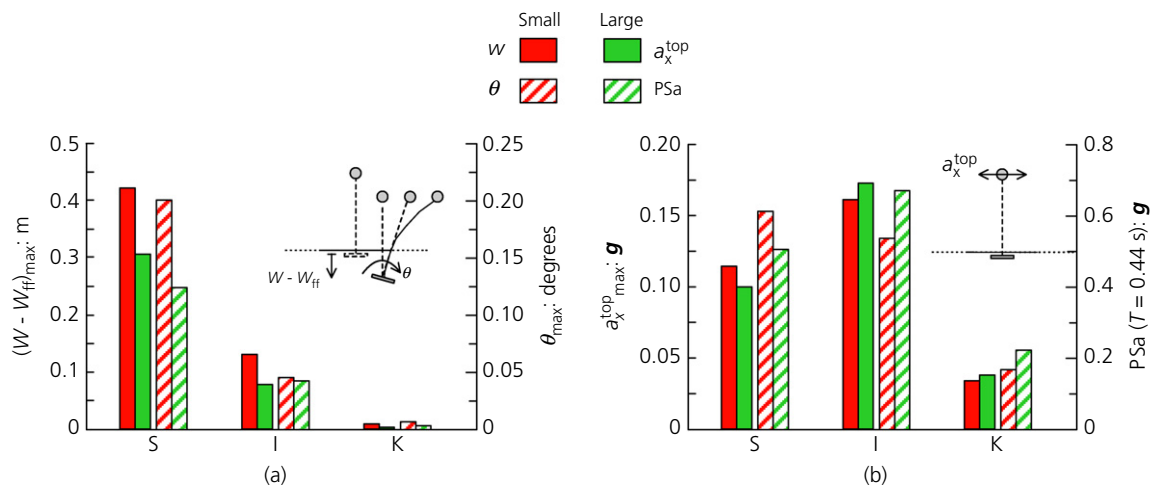 Small Large
w a_x^top
θ PSa
0.5 0.25 0.20 0.8
0.4 0.20 0.15 0.6
0.3 0.15 0.10 0.4
0.2 0.10 0.05 0.2
0.1 0.05
0 0 0 0
(W - W_ff)_max: m
θ_max: degrees
a_x^top_max: g
PSa (T = 0.44 s): g
W - W_ff θ
a_x^top
S I K S I K
(a) (b)